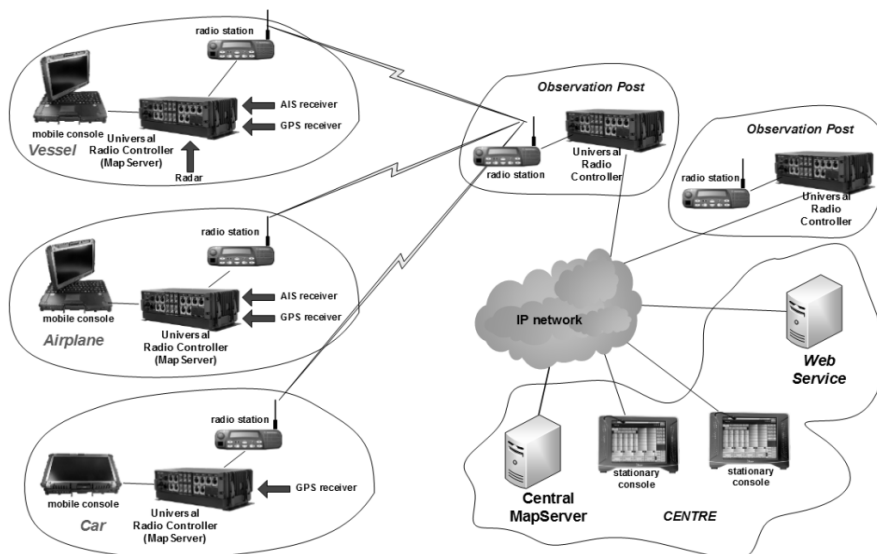 radio station
AIS receiver
GPS receiver
mobile console
Vessel
Universal
Radio Controller
(Map Server)
Radar
radio station
AIS receiver
GPS receiver
mobile console
Airplane
Universal
Radio Controller
(Map Server)
radio station
GPS receiver
mobile console
Car
Universal
Radio Controller
(Map Server)
Observation Post
radio station
Universal
Radio
Controller
Observation Post
radio station
Universal
Radio
Controller
IP network
Web
Service
Central
MapServer
stationary
console
stationary
console
CENTRE